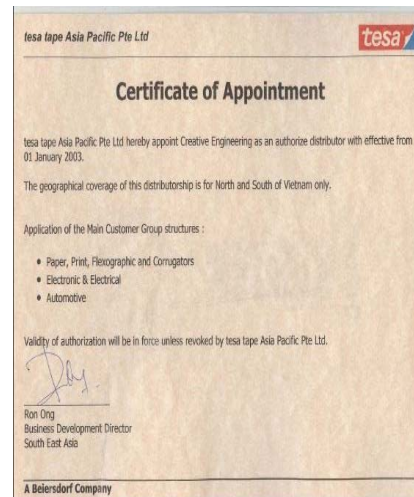 tesa tape Asia Pacific Pte Ltd
tesa
Certificate of Appointment
tesa tape Asia Pacific Pte Ltd hereby appoint Creative Engineering as an authorize distributor with effective from
01 January 2003.
The geographical coverage of this distributorship is for North and South of Vietnam only.
Application of the Main Customer Group structures :
• Paper, Print, Flexographic and Corrugators
• Electronic & Electrical
• Automotive
Validity of authorization will be in force unless revoked by tesa tape Asia Pacific Pte Ltd.
Ron Ong
Business Development Director
South East Asia
A Beiersdorf Company